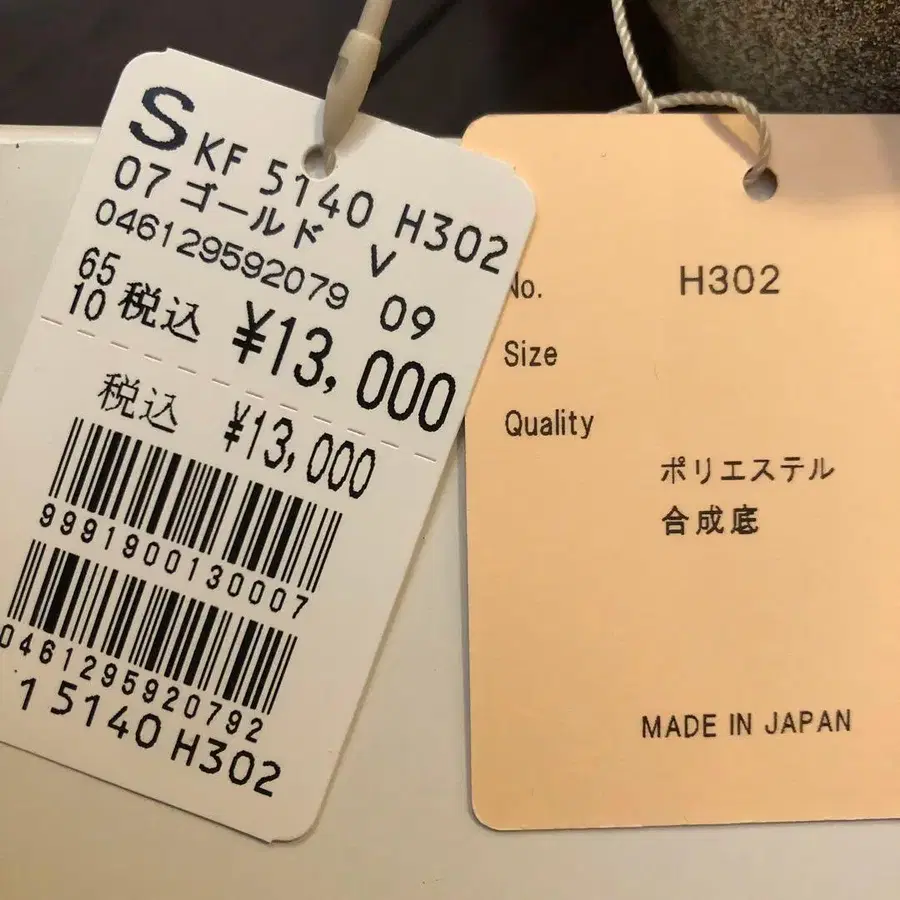 S KF 5140 H302
07 ゴールド V
046129592079 09
65
10 税込 ¥13,000
税込 ¥13,000
9991900130007
0461295920792
1 5140 H302
No. H302
Size
Quality
ポリエステル
合成底
MADE IN JAPAN